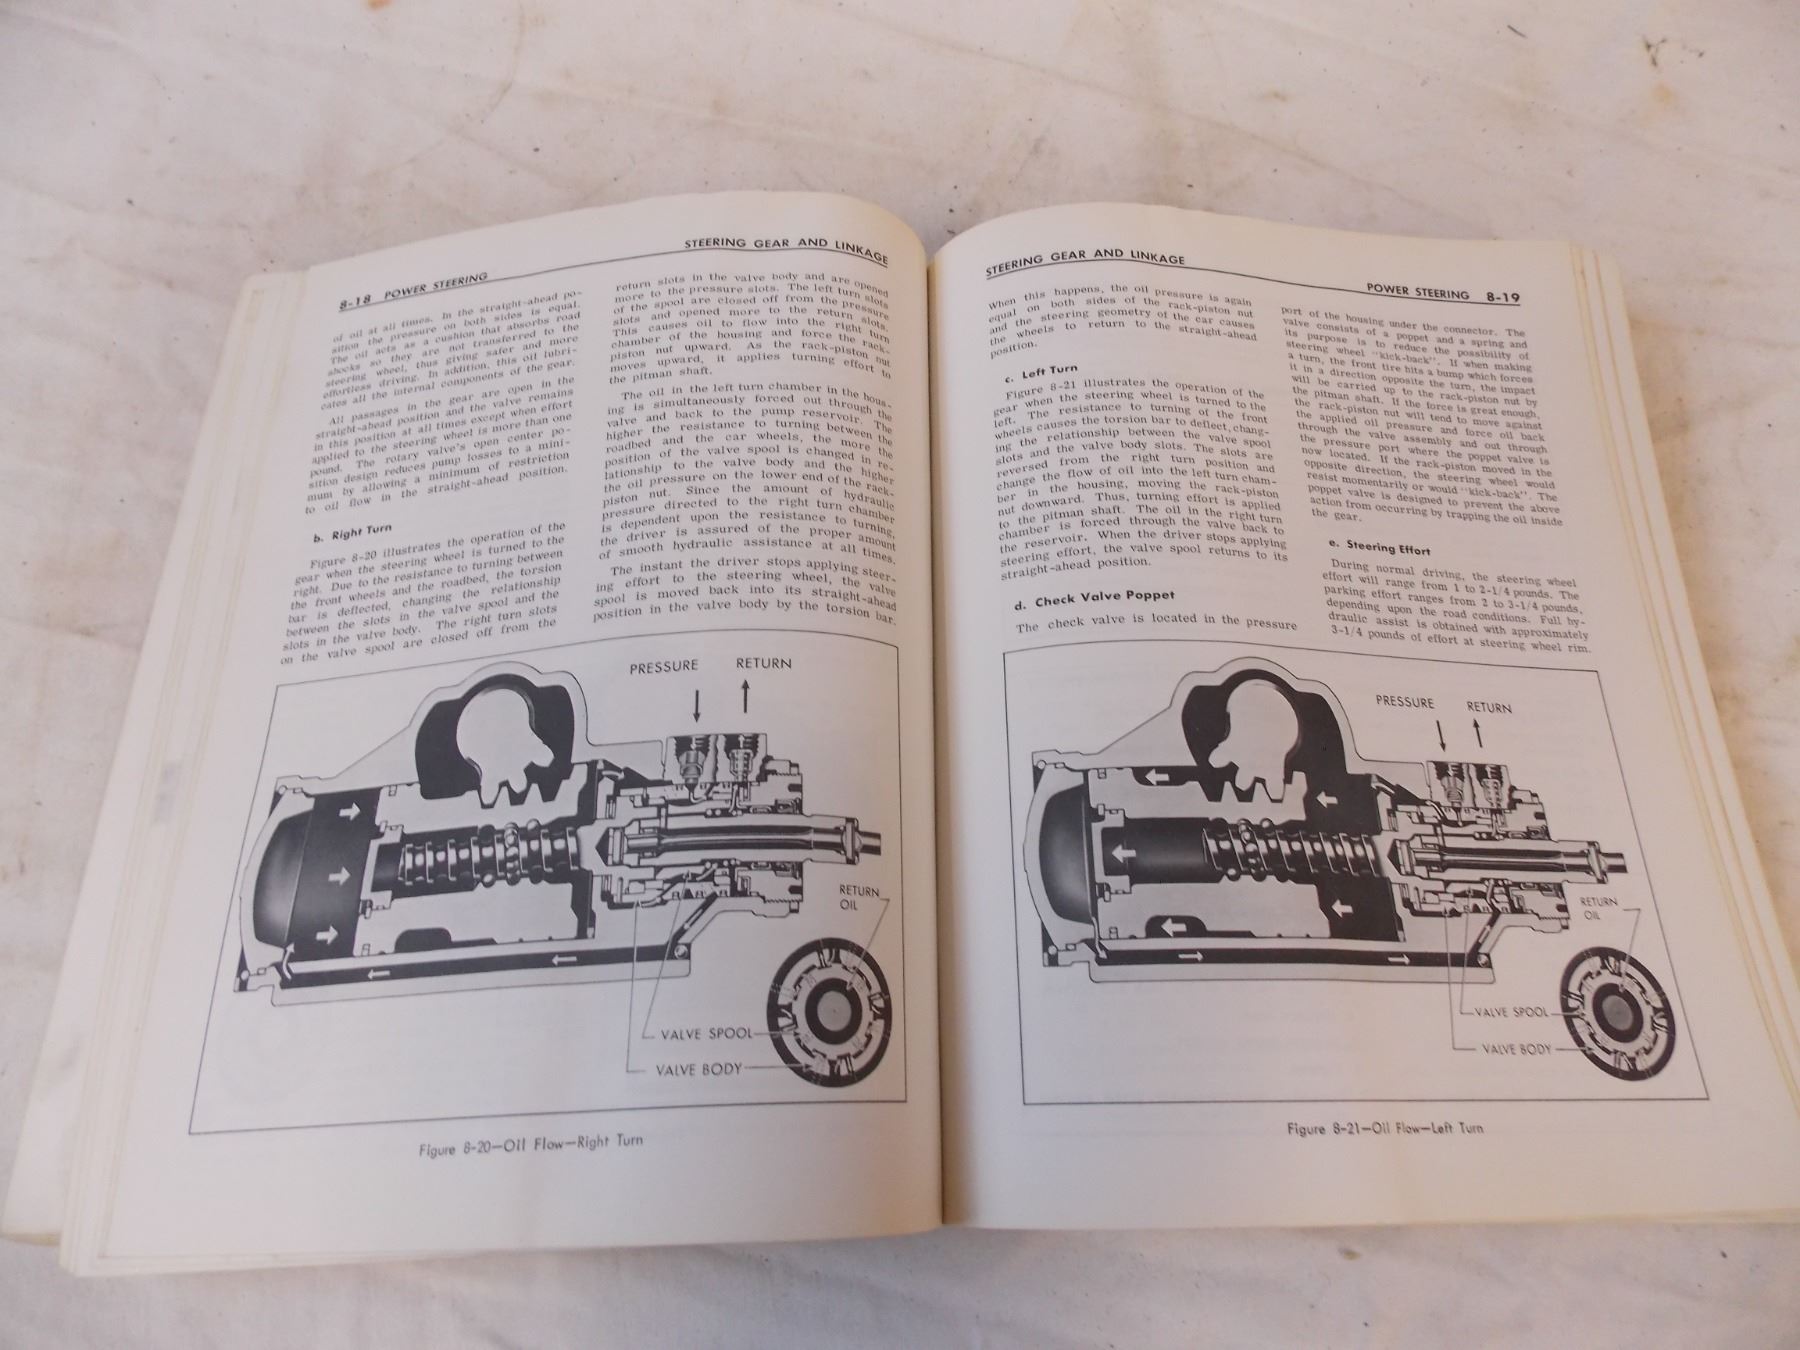 8-18 POWER STEERING
STEERING GEAR AND LINKAGE
of oil at all times. In the straight-ahead po-
sition the pressure on both sides is equal.
The oil acts as a cushion that absorbs road
shocks so they are not transferred to the
steering wheel, thus giving safer and more
effortless driving. In addition, this oil lubri-
cates all the internal components of the gear.
All passages in the gear are open in the
straight-ahead position and the valve remains
in this position at all times except when effort
applied to the steering wheel is more than one
pound. The rotary valve's open center po-
sition design reduces pump losses to a mini-
mum by allowing a minimum of restriction
to oil flow in the straight-ahead position.
b. Right Turn
Figure 8-20 illustrates the operation of the
gear when the steering wheel is turned to the
right. Due to the resistance to turning between
the front wheels and the roadbed, the torsion
bar is deflected, changing the relationship
between the slots in the valve spool and the
slots in the valve body. The right turn slots
on the valve spool are closed off from the
return slots in the valve body and are opened
more to the pressure slots. The left turn slots
of the spool are closed off from the pressure
slots and opened more to the return slots.
This causes oil to flow into the right turn
chamber of the housing and force the rack-
piston nut upward. As the rack-piston nut
moves upward, it applies turning effort to
the pitman shaft.
The oil in the left turn chamber in the hous-
ing is simultaneously forced out through the
valve and back to the pump reservoir. The
higher the resistance to turning between the
roadbed and the car wheels, the more the
position of the valve spool is changed in re-
lationship to the valve body and the higher
the oil pressure on the lower end of the rack-
piston nut. Since the amount of hydraulic
pressure directed to the right turn chamber
is dependent upon the resistance to turning,
the driver is assured of the proper amount
of smooth hydraulic assistance at all times.
The instant the driver stops applying steer-
ing effort to the steering wheel, the valve
spool is moved back into its straight-ahead
position in the valve body by the torsion bar.
PRESSURE RETURN
RETURN
OIL
VALVE SPOOL
VALVE BODY
Figure 8-20—Oil Flow—Right Turn
STEERING GEAR AND LINKAGE
POWER STEERING 8-19
When this happens, the oil pressure is again
equal on both sides of the rack-piston nut
and the steering geometry of the car causes
the wheels to return to the straight-ahead
position.
c. Left Turn
Figure 8-21 illustrates the operation of the
gear when the steering wheel is turned to the
left. The resistance to turning of the front
wheels causes the torsion bar to deflect, chang-
ing the relationship between the valve spool
slots and the valve body slots. The slots are
reversed from the right turn position and
change the flow of oil into the left turn cham-
ber in the housing, moving the rack-piston
nut downward. Thus, turning effort is applied
to the pitman shaft. The oil in the right turn
chamber is forced through the valve back to
the reservoir. When the driver stops applying
steering effort, the valve spool returns to its
straight-ahead position.
d. Check Valve Poppet
The check valve is located in the pressure
port of the housing under the connector. The
valve consists of a poppet and a spring and
its purpose is to reduce the possibility of
steering wheel "kick-back". If when making
a turn, the front tire hits a bump which forces
it in a direction opposite the turn, the impact
will be carried up to the rack-piston nut by
the pitman shaft. If the force is great enough,
the rack-piston nut will tend to move against
the applied oil pressure and force oil back
through the valve assembly and out through
the pressure port where the poppet valve is
now located. If the rack-piston moved in the
opposite direction, the steering wheel would
resist momentarily or would "kick-back". The
poppet valve is designed to prevent the above
action from occurring by trapping the oil inside
the gear.
e. Steering Effort
During normal driving, the steering wheel
effort will range from 1 to 2-1/4 pounds. The
parking effort ranges from 2 to 3-1/4 pounds,
depending upon the road conditions. Full hy-
draulic assist is obtained with approximately
3-1/4 pounds of effort at steering wheel rim.
PRESSURE RETURN
RETURN
OIL
VALVE SPOOL
VALVE BODY
Figure 8-21—Oil Flow—Left Turn